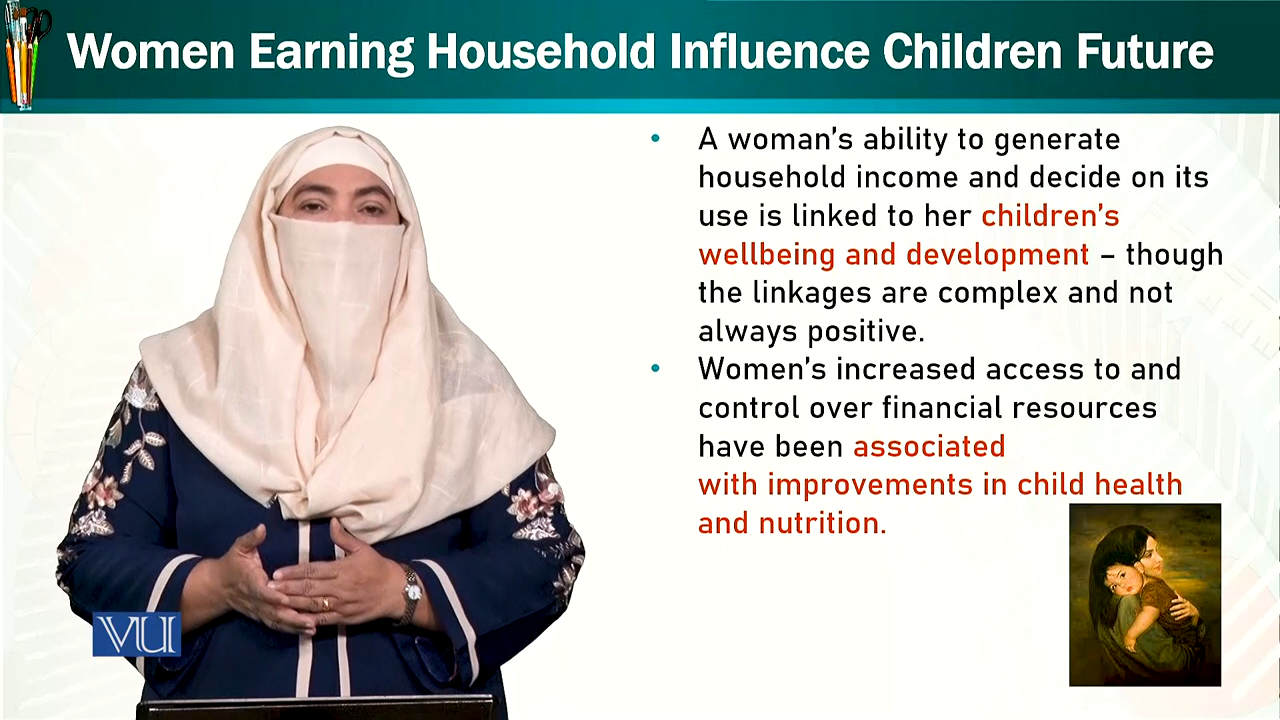 Women Earning Household Influence Children Future
• A woman's ability to generate
household income and decide on its
use is linked to her children's
wellbeing and development – though
the linkages are complex and not
always positive.
• Women's increased access to and
control over financial resources
have been associated
with improvements in child health
and nutrition.
VU